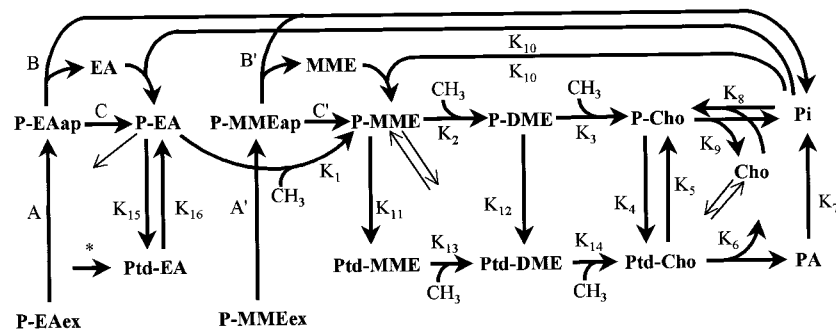 K₁₀
B EA B' MME K₁₀
CH₃ CH₃ K₈
P-EAap C P-EA P-MMEap C' P-MME K₂ P-DME K₃ P-Cho K₉ Pi
K₁ CH₃ Cho
A K₁₅ K₁₆ A' K₁₁ K₁₂ K₄ K₅ K₇
* Ptd-EA Ptd-MME K₁₃ Ptd-DME K₁₄ Ptd-Cho K₆ PA
CH₃ CH₃
P-EAex P-MMEex